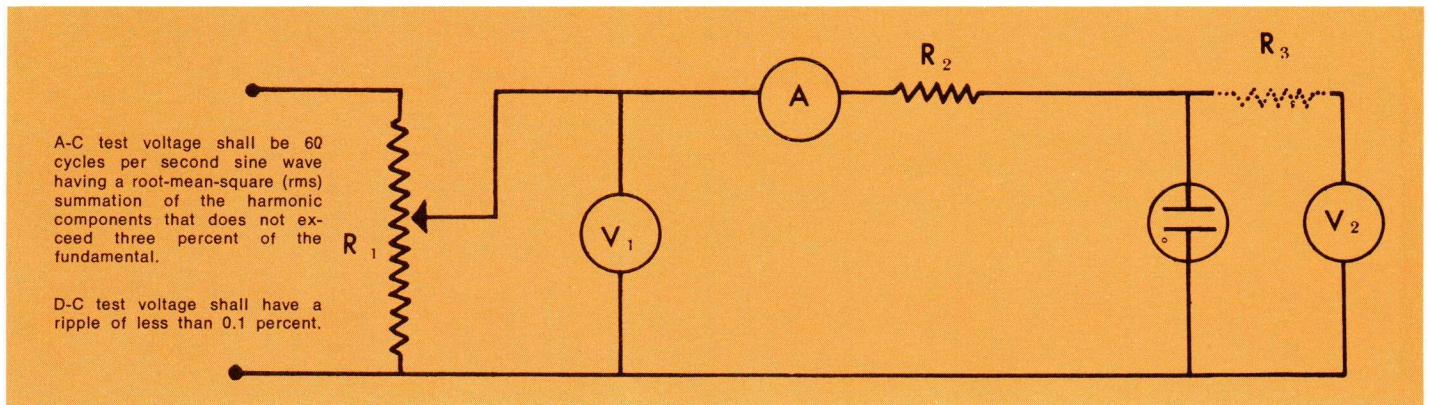 R 2
R 3
A
A-C test voltage shall be 60
cycles per second sine wave
having a root-mean-square (rms)
summation of the harmonic
components that does not ex-
ceed three percent of the
fundamental.
R 1
V 1
V 2
D-C test voltage shall have a
ripple of less than 0.1 percent.